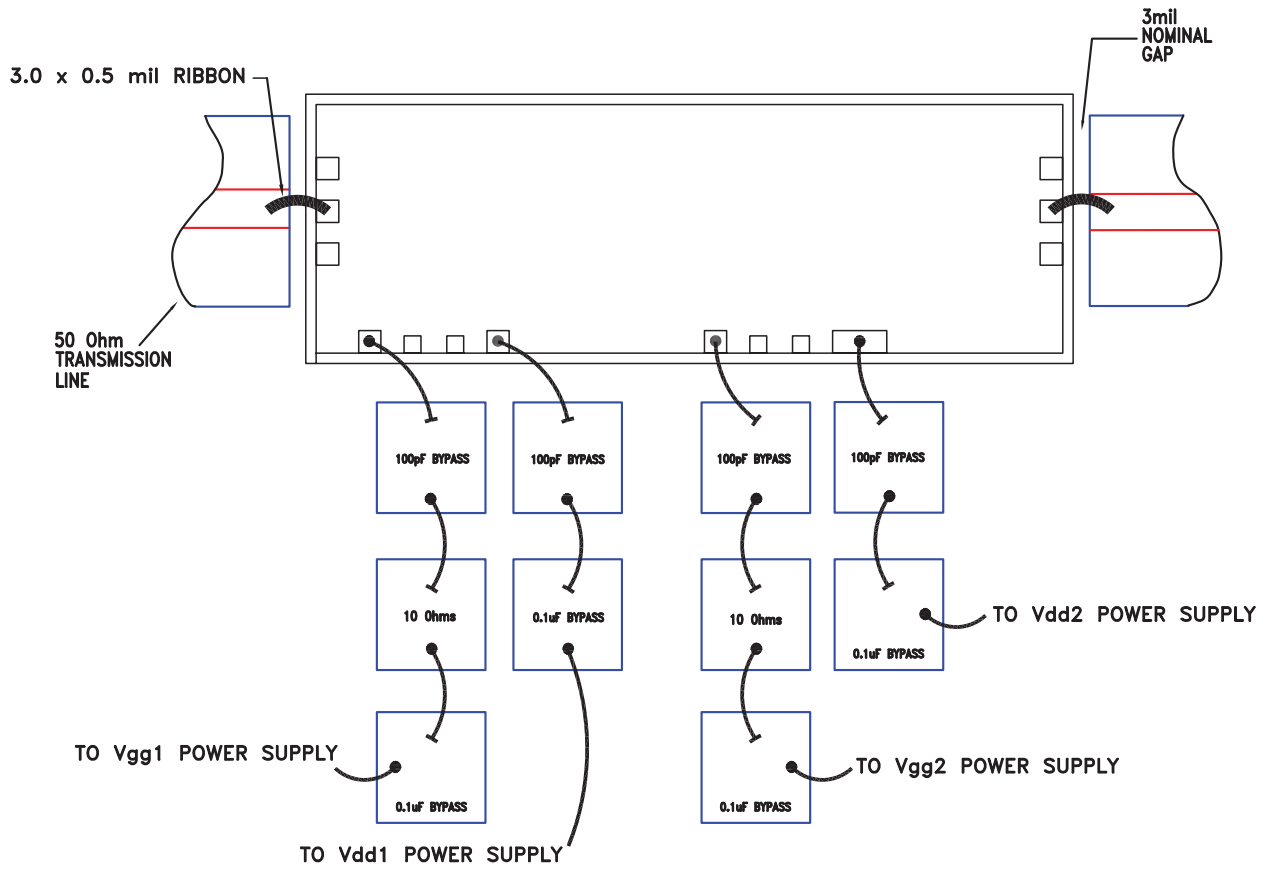 3mil
NOMINAL
GAP
3.0 x 0.5 mil RIBBON
50 Ohm
TRANSMISSION
LINE
100pF BYPASS
100pF BYPASS
100pF BYPASS
100pF BYPASS
10 Ohms
0.1uF BYPASS
10 Ohms
TO Vdd2 POWER SUPPLY
0.1uF BYPASS
TO Vgg1 POWER SUPPLY
TO Vgg2 POWER SUPPLY
0.1uF BYPASS
0.1uF BYPASS
TO Vdd1 POWER SUPPLY